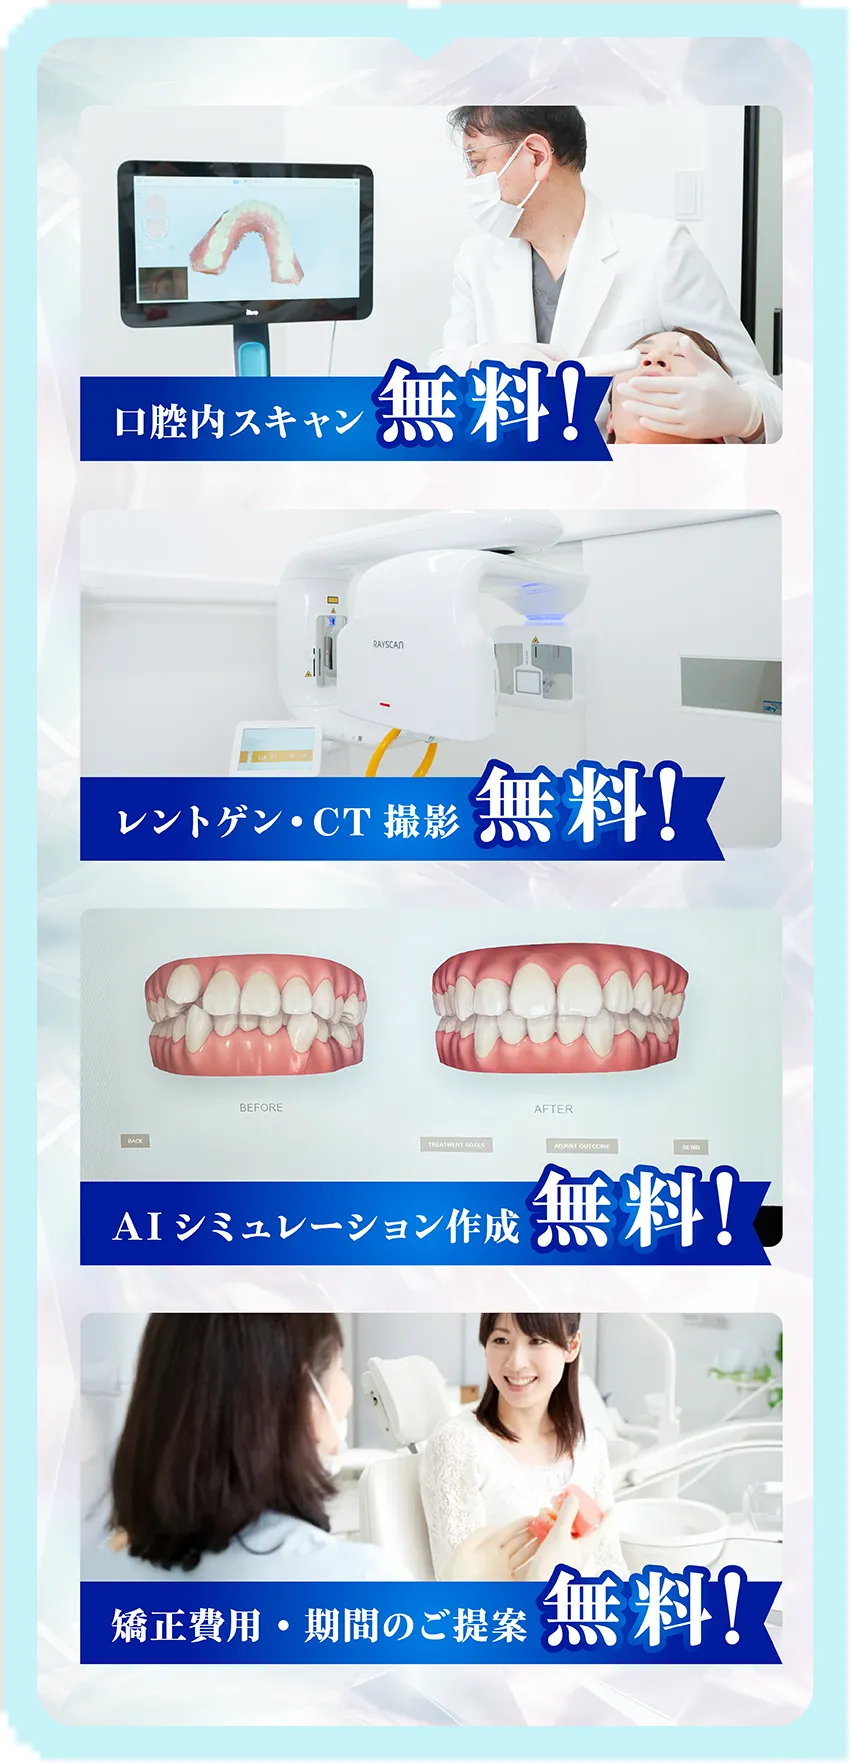 iTero
口腔内スキャン 無料!
RAYSCAN
レントゲン・CT 撮影 無料!
BEFORE
AFTER
BACK
TREATMENT GOALS
ADJUST OUTCOME
SEND
AI シミュレーション作成 無料!
矯正費用・期間のご提案 無料!